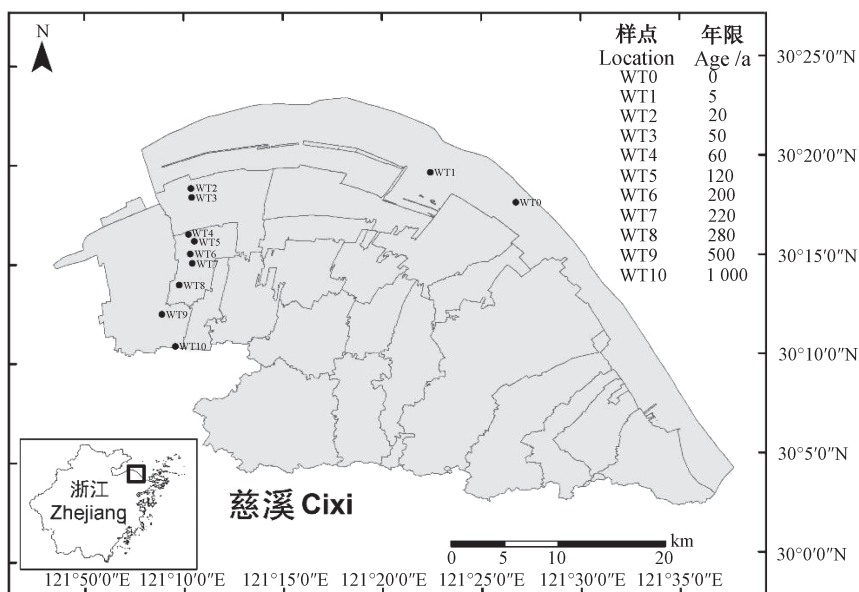 N
样点 年限
Location Age /a
WT0 0
WT1 5
WT2 20
WT3 50
WT4 60
WT5 120
WT6 200
WT7 220
WT8 280
WT9 500
WT10 1 000
30°25′0″N
30°20′0″N
30°15′0″N
30°10′0″N
30°5′0″N
30°0′0″N
WT1
WT2
WT3
WT0
WT4
WT5
WT6
WT7
WT8
WT9
WT10
浙江
Zhejiang
慈溪 Cixi
km
0 5 10 20
121°50′0″E 121°10′0″E 121°15′0″E 121°20′0″E 121°25′0″E 121°30′0″E 121°35′0″E